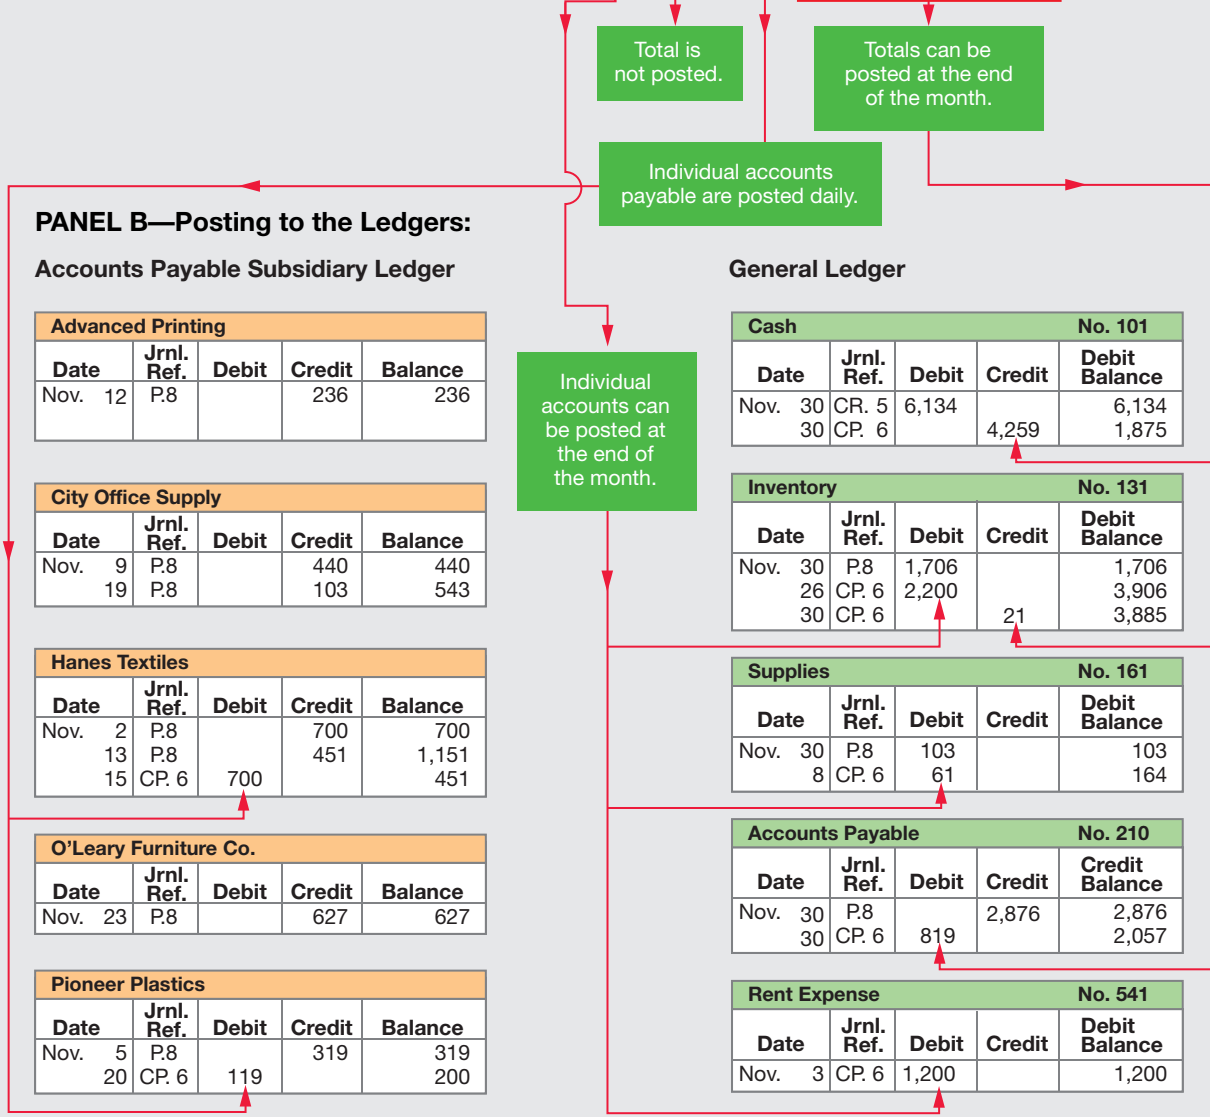 Total is
not posted.
Totals can be
posted at the end
of the month.
Individual accounts
payable are posted daily.
PANEL B—Posting to the Ledgers:
Accounts Payable Subsidiary Ledger
Advanced Printing
Date Jrnl. Ref. Debit Credit Balance
Nov. 12 P.8 236 236
City Office Supply
Date Jrnl. Ref. Debit Credit Balance
Nov. 9 P.8 440 440
19 P.8 103 543
Hanes Textiles
Date Jrnl. Ref. Debit Credit Balance
Nov. 2 P.8 700 700
13 P.8 451 1,151
15 CP. 6 700 451
O'Leary Furniture Co.
Date Jrnl. Ref. Debit Credit Balance
Nov. 23 P.8 627 627
Pioneer Plastics
Date Jrnl. Ref. Debit Credit Balance
Nov. 5 P.8 319 319
20 CP. 6 119 200
Individual
accounts can
be posted at
the end of
the month.
General Ledger
Cash No. 101
Date Jrnl. Ref. Debit Credit Debit Balance
Nov. 30 CR. 5 6,134 6,134
30 CP. 6 4,259 1,875
Inventory No. 131
Date Jrnl. Ref. Debit Credit Debit Balance
Nov. 30 P.8 1,706 1,706
26 CP. 6 2,200 3,906
30 CP. 6 21 3,885
Supplies No. 161
Date Jrnl. Ref. Debit Credit Debit Balance
Nov. 30 P.8 103 103
8 CP. 6 61 164
Accounts Payable No. 210
Date Jrnl. Ref. Debit Credit Credit Balance
Nov. 30 P.8 2,876 2,876
30 CP. 6 819 2,057
Rent Expense No. 541
Date Jrnl. Ref. Debit Credit Debit Balance
Nov. 3 CP. 6 1,200 1,200